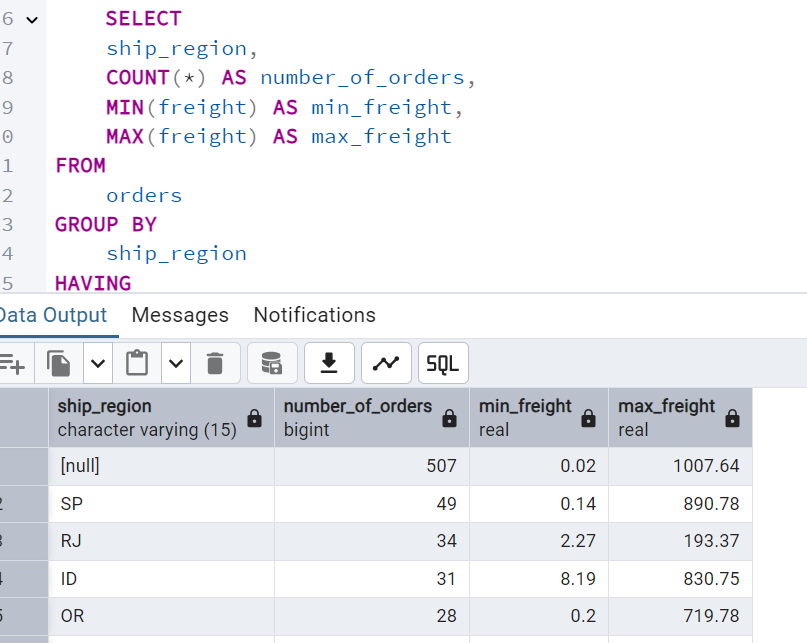 6 SELECT
7 ship_region,
8 COUNT(*) AS number_of_orders,
9 MIN(freight) AS min_freight,
0 MAX(freight) AS max_freight
1 FROM
2 orders
3 GROUP BY
4 ship_region
5 HAVING
Data Output Messages Notifications
SQL
ship_region number_of_orders min_freight max_freight
character varying (15) bigint real real
[null] 507 0.02 1007.64
2 SP 49 0.14 890.78
3 RJ 34 2.27 193.37
4 ID 31 8.19 830.75
5 OR 28 0.2 719.78